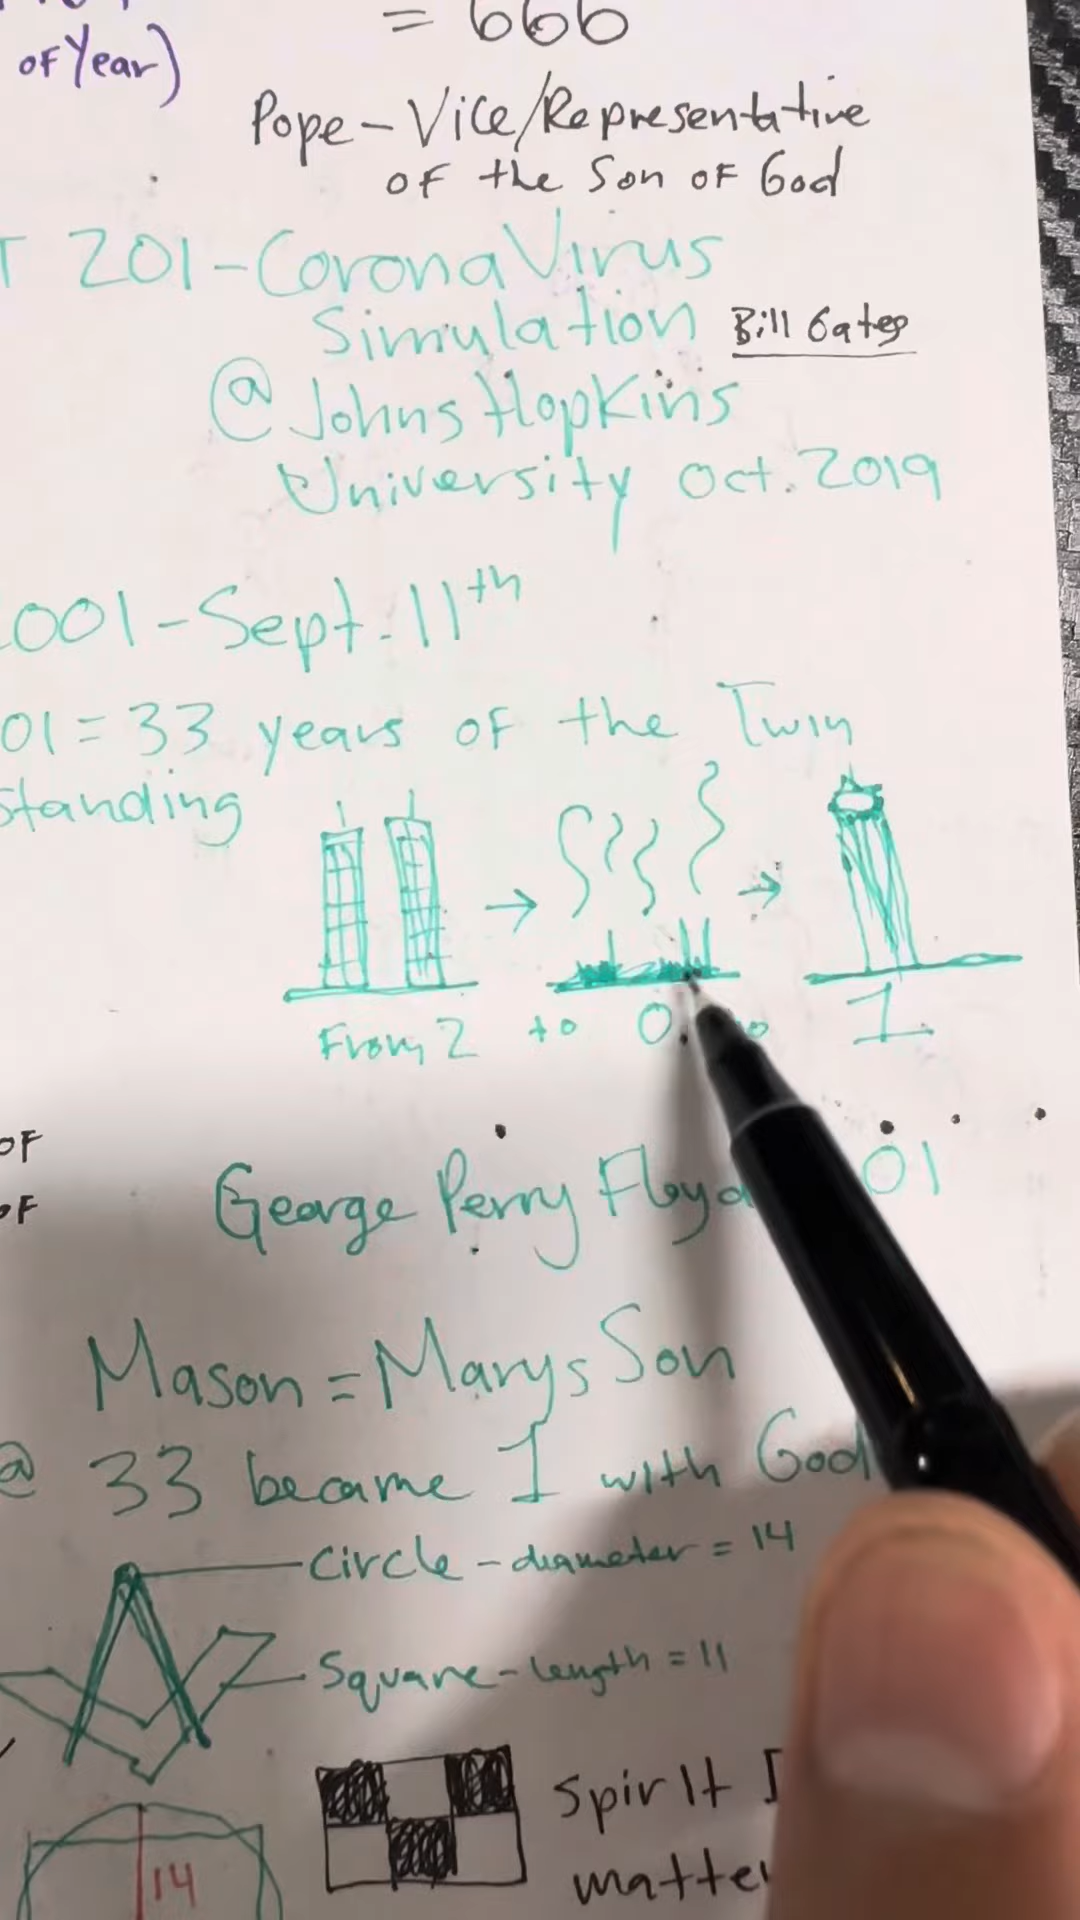 = 666
of Year)
Pope - Vice/Representative
of the Son of God
T 201 - CoronaVirus
Simulation Bill Gates
@ Johns Hopkins
University Oct. 2019
001 - Sept. 11th
01 = 33 years of the Twin
standing
From 2 to 0 to 1
OF
OF
George Perry Floyd 01
Mason = Marys Son
@ 33 became 1 with God
Circle - diameter = 14
Square - length = 11
SpirIt I
matter
14